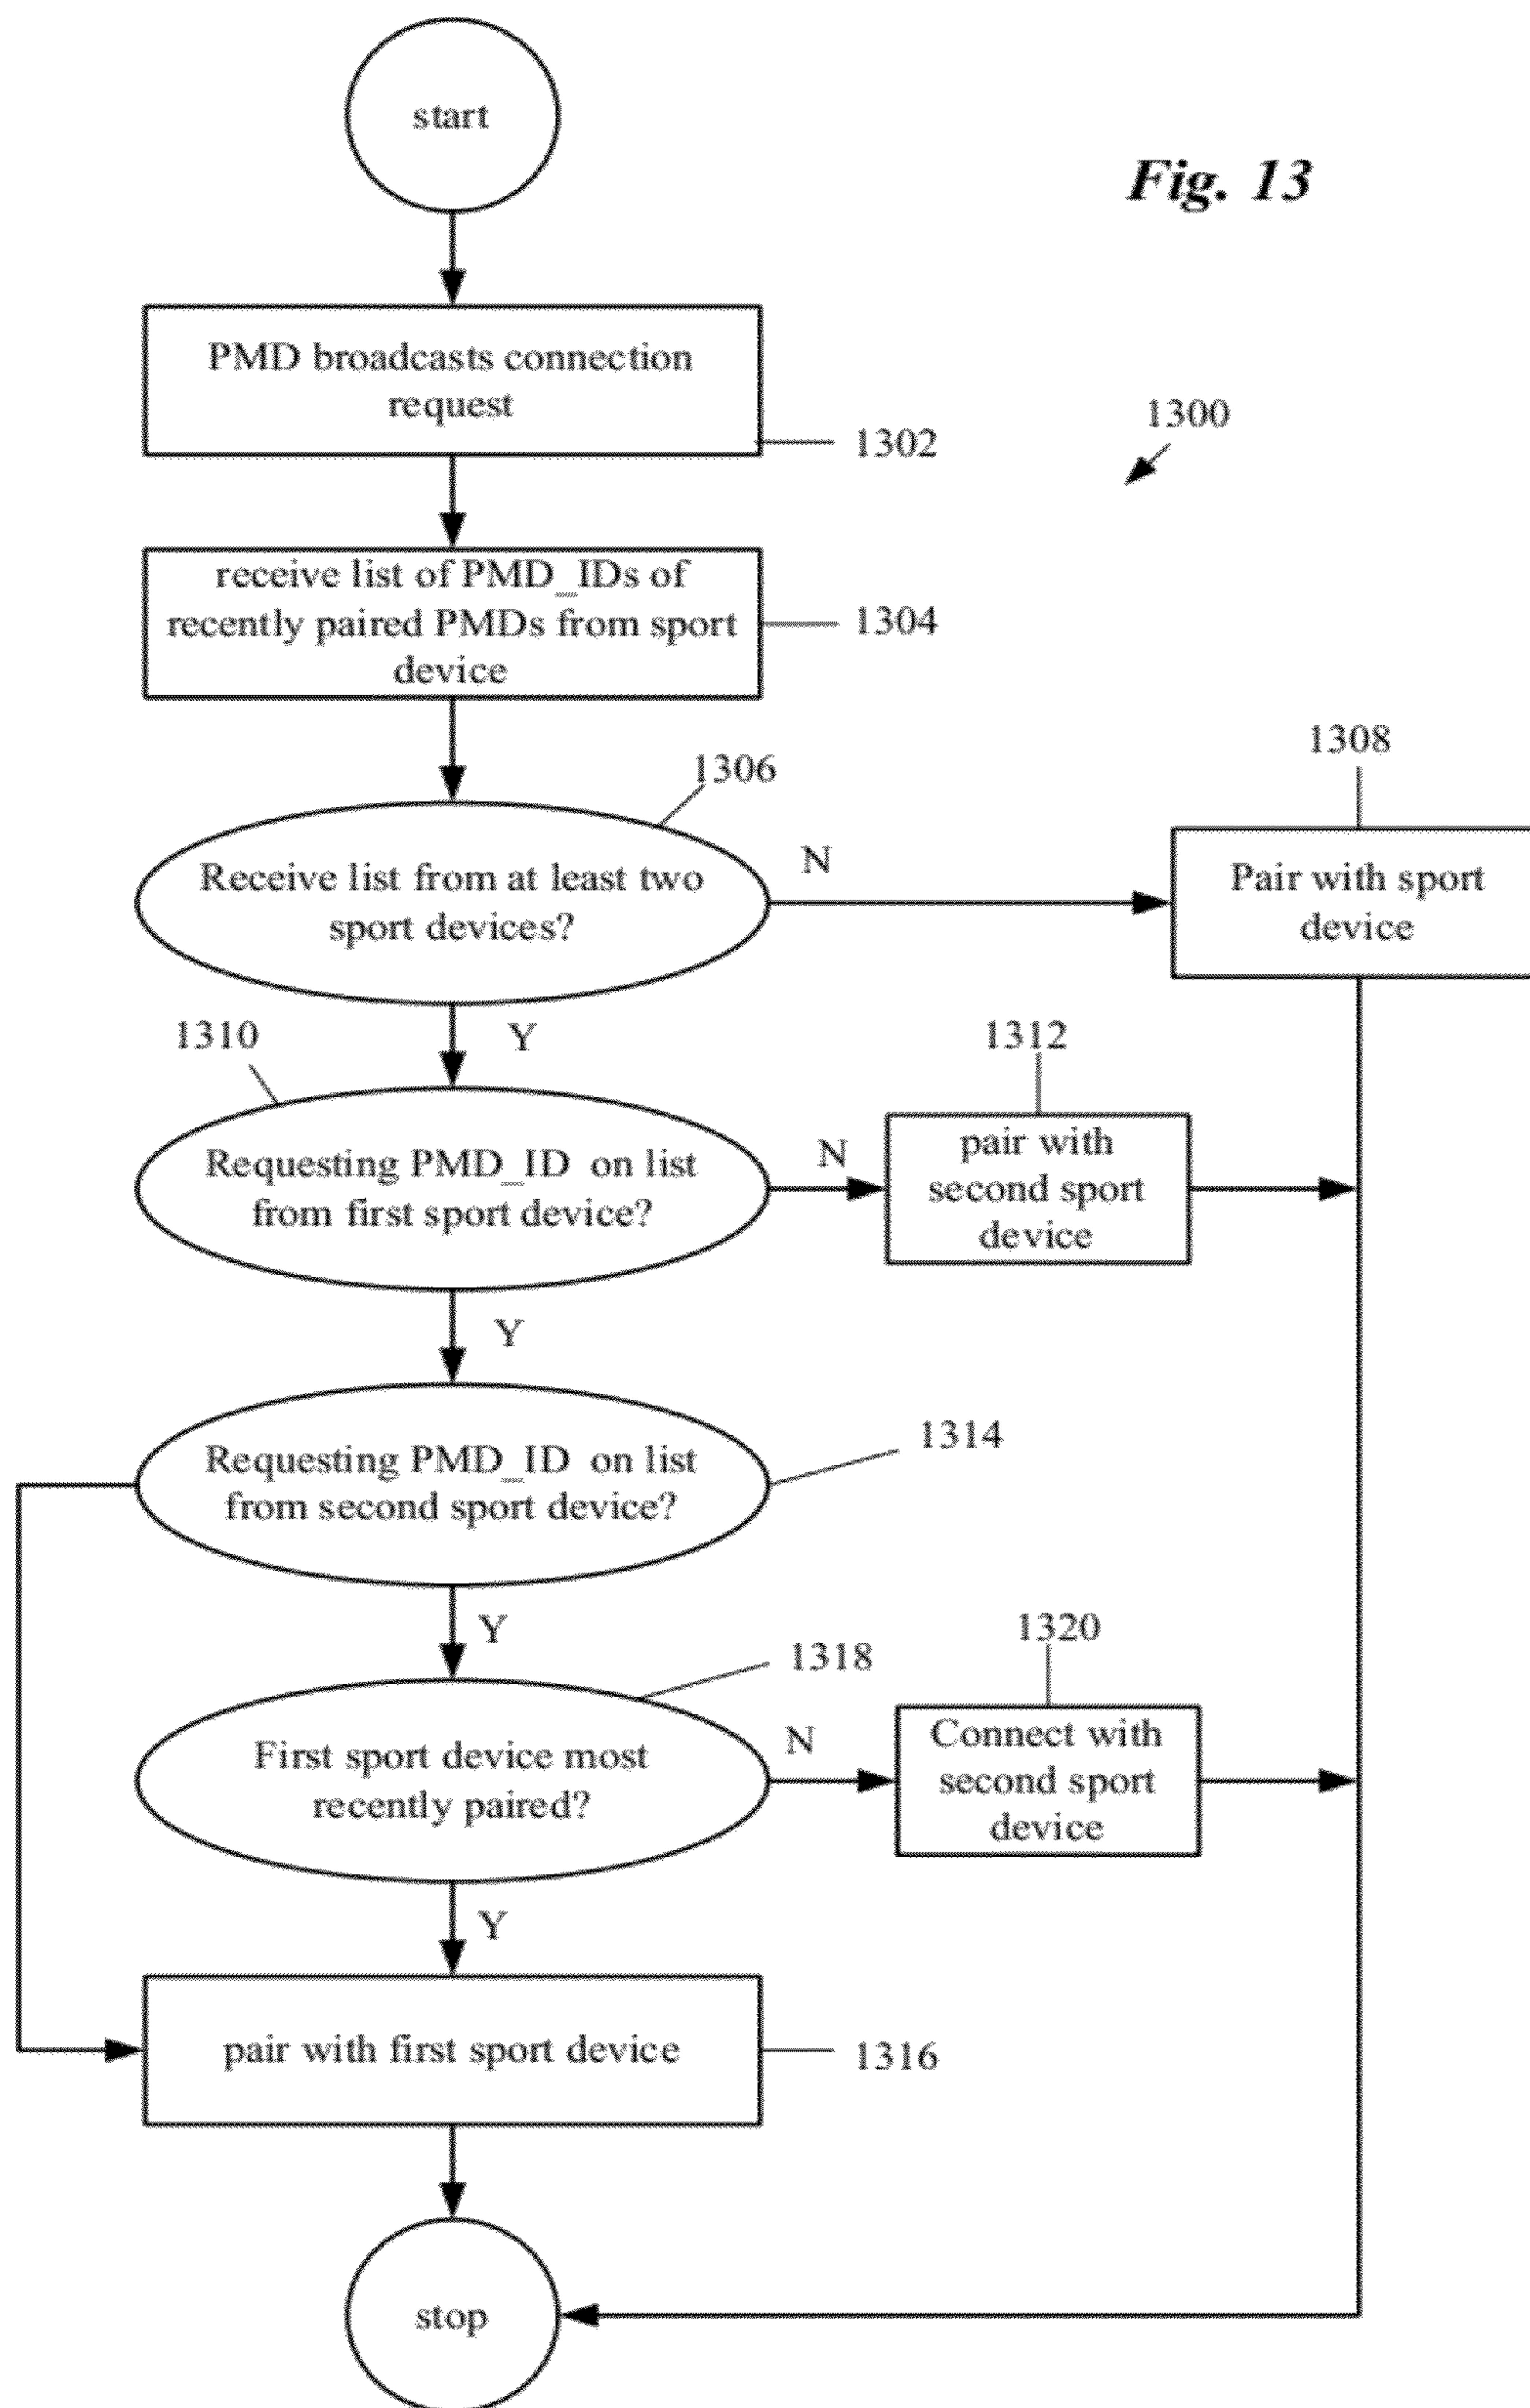 start
Fig. 13
PMD broadcasts connection
request
1302
1300
receive list of PMD_IDs of
recently paired PMDs from sport
device
1304
1306
1308
Receive list from at least two
sport devices?
N
Pair with sport
device
Y
1310
1312
Requesting PMD_ID on list
from first sport device?
N
pair with
second sport
device
Y
1314
Requesting PMD_ID on list
from second sport device?
Y
1318
1320
First sport device most
recently paired?
N
Connect with
second sport
device
Y
pair with first sport device
1316
stop